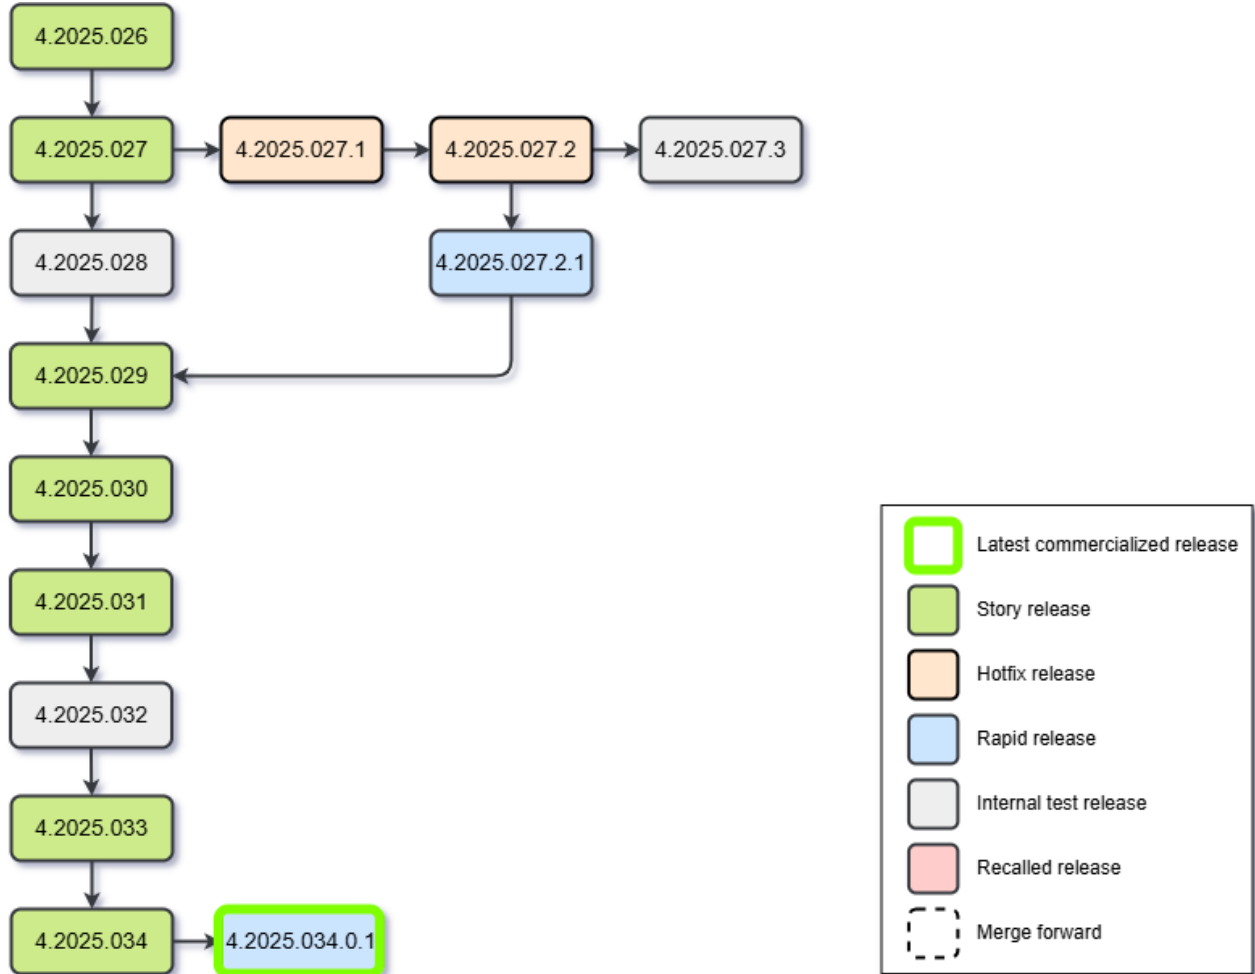 4.2025.026
4.2025.027
4.2025.027.1
4.2025.027.2
4.2025.027.3
4.2025.028
4.2025.027.2.1
4.2025.029
4.2025.030
4.2025.031
4.2025.032
4.2025.033
4.2025.034
4.2025.034.0.1
Latest commercialized release
Story release
Hotfix release
Rapid release
Internal test release
Recalled release
Merge forward